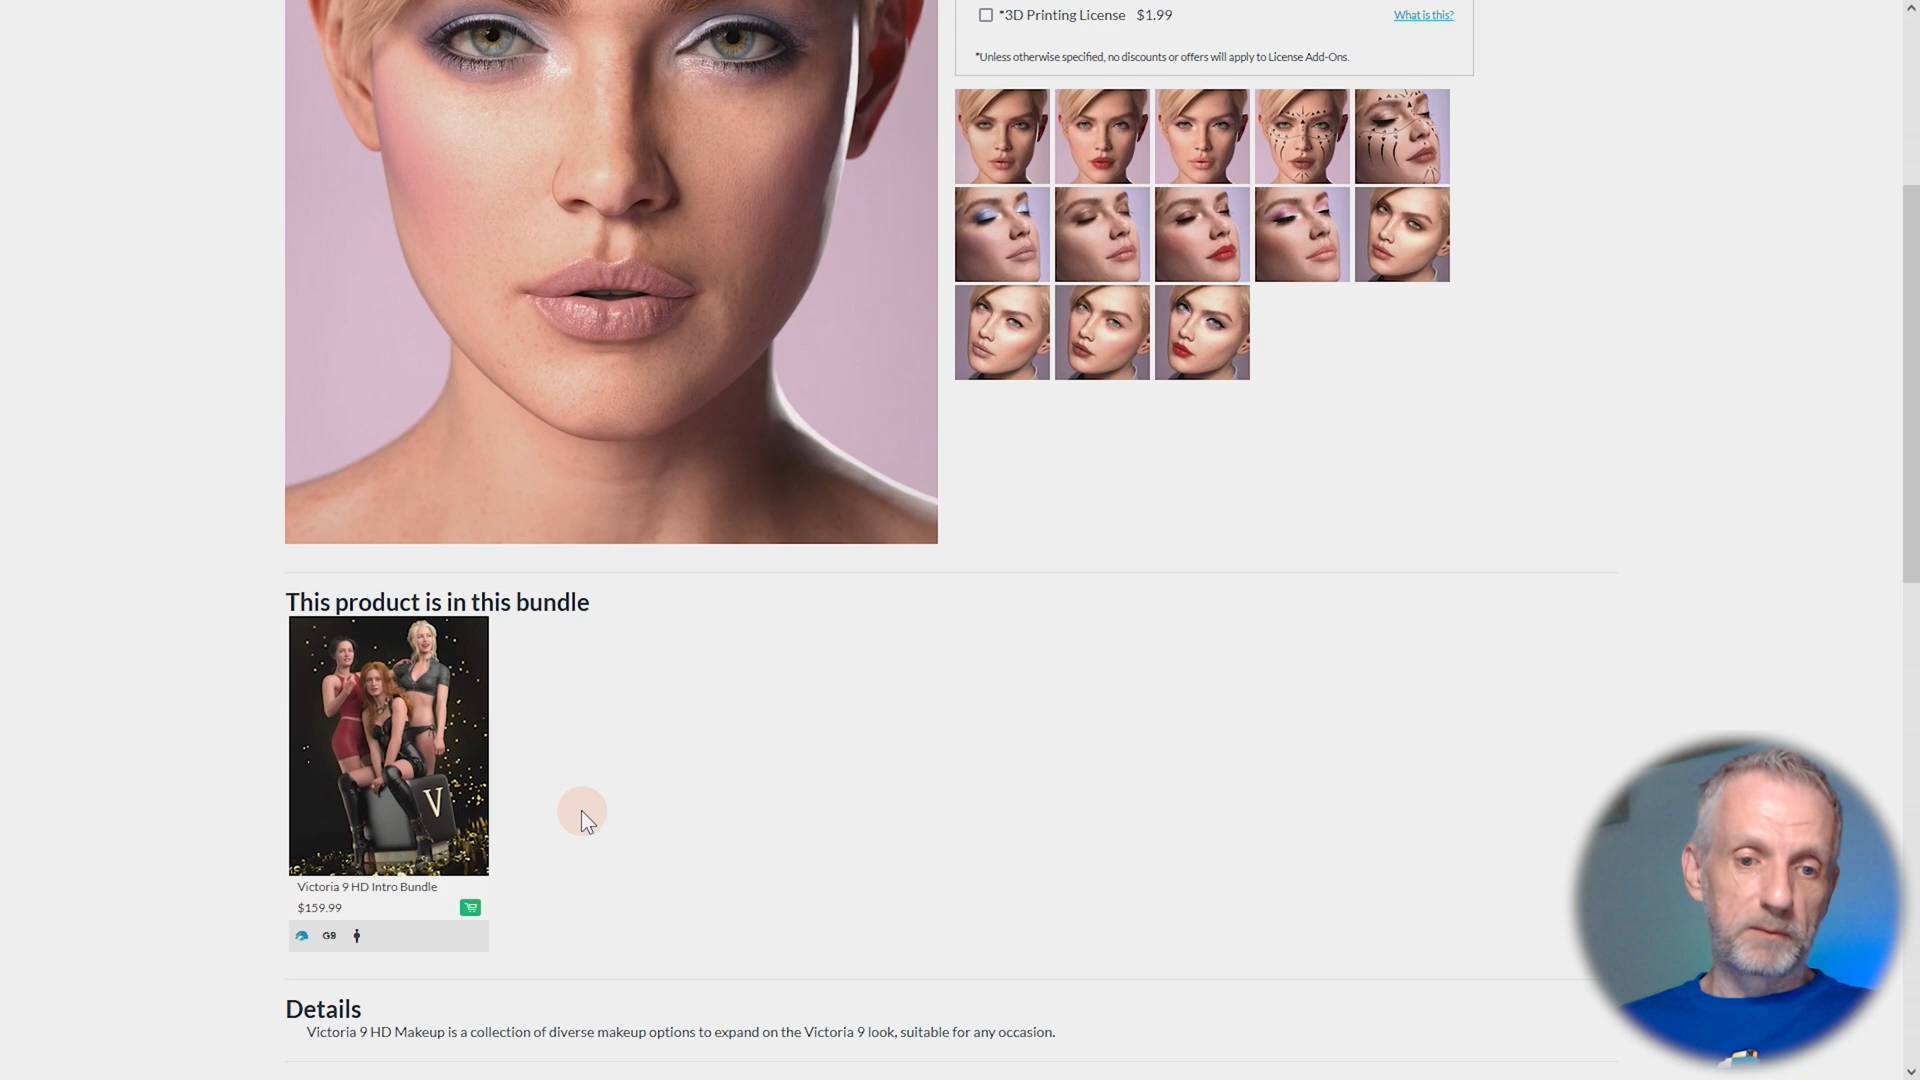 *3D Printing License $1.99
What is this?
*Unless otherwise specified, no discounts or offers will apply to License Add-Ons.
This product is in this bundle
V
Victoria 9 HD Intro Bundle
$159.99
G9
Details
Victoria 9 HD Makeup is a collection of diverse makeup options to expand on the Victoria 9 look, suitable for any occasion.